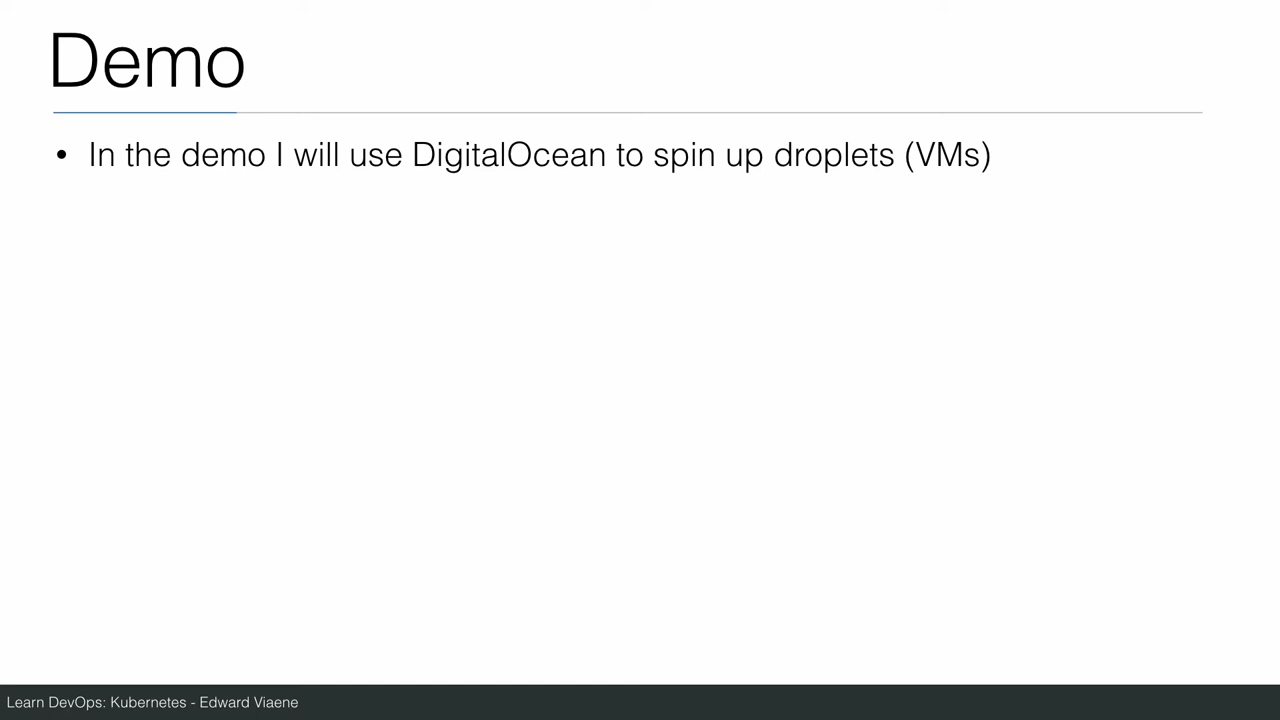 Demo
• In the demo I will use DigitalOcean to spin up droplets (VMs)
Learn DevOps: Kubernetes - Edward Viaene